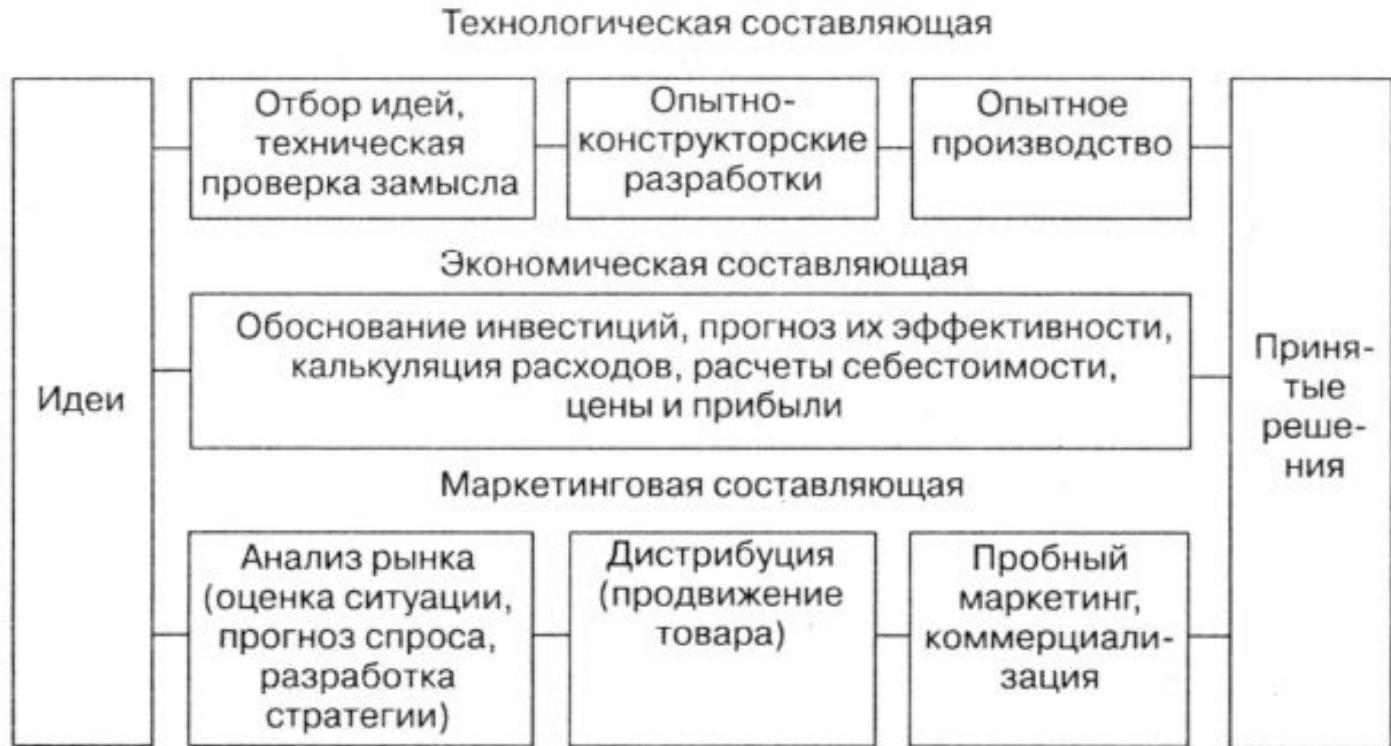 Технологическая составляющая
Идеи
Отбор идей,
техническая
проверка замысла
Опытно-
конструкторские
разработки
Опытное
производство
Экономическая составляющая
Обоснование инвестиций, прогноз их эффективности,
калькуляция расходов, расчеты себестоимости,
цены и прибыли
Маркетинговая составляющая
Анализ рынка
(оценка ситуации,
прогноз спроса,
разработка
стратегии)
Дистрибуция
(продвижение
товара)
Пробный
маркетинг,
коммерциали-
зация
Приня-
тые
реше-
ния